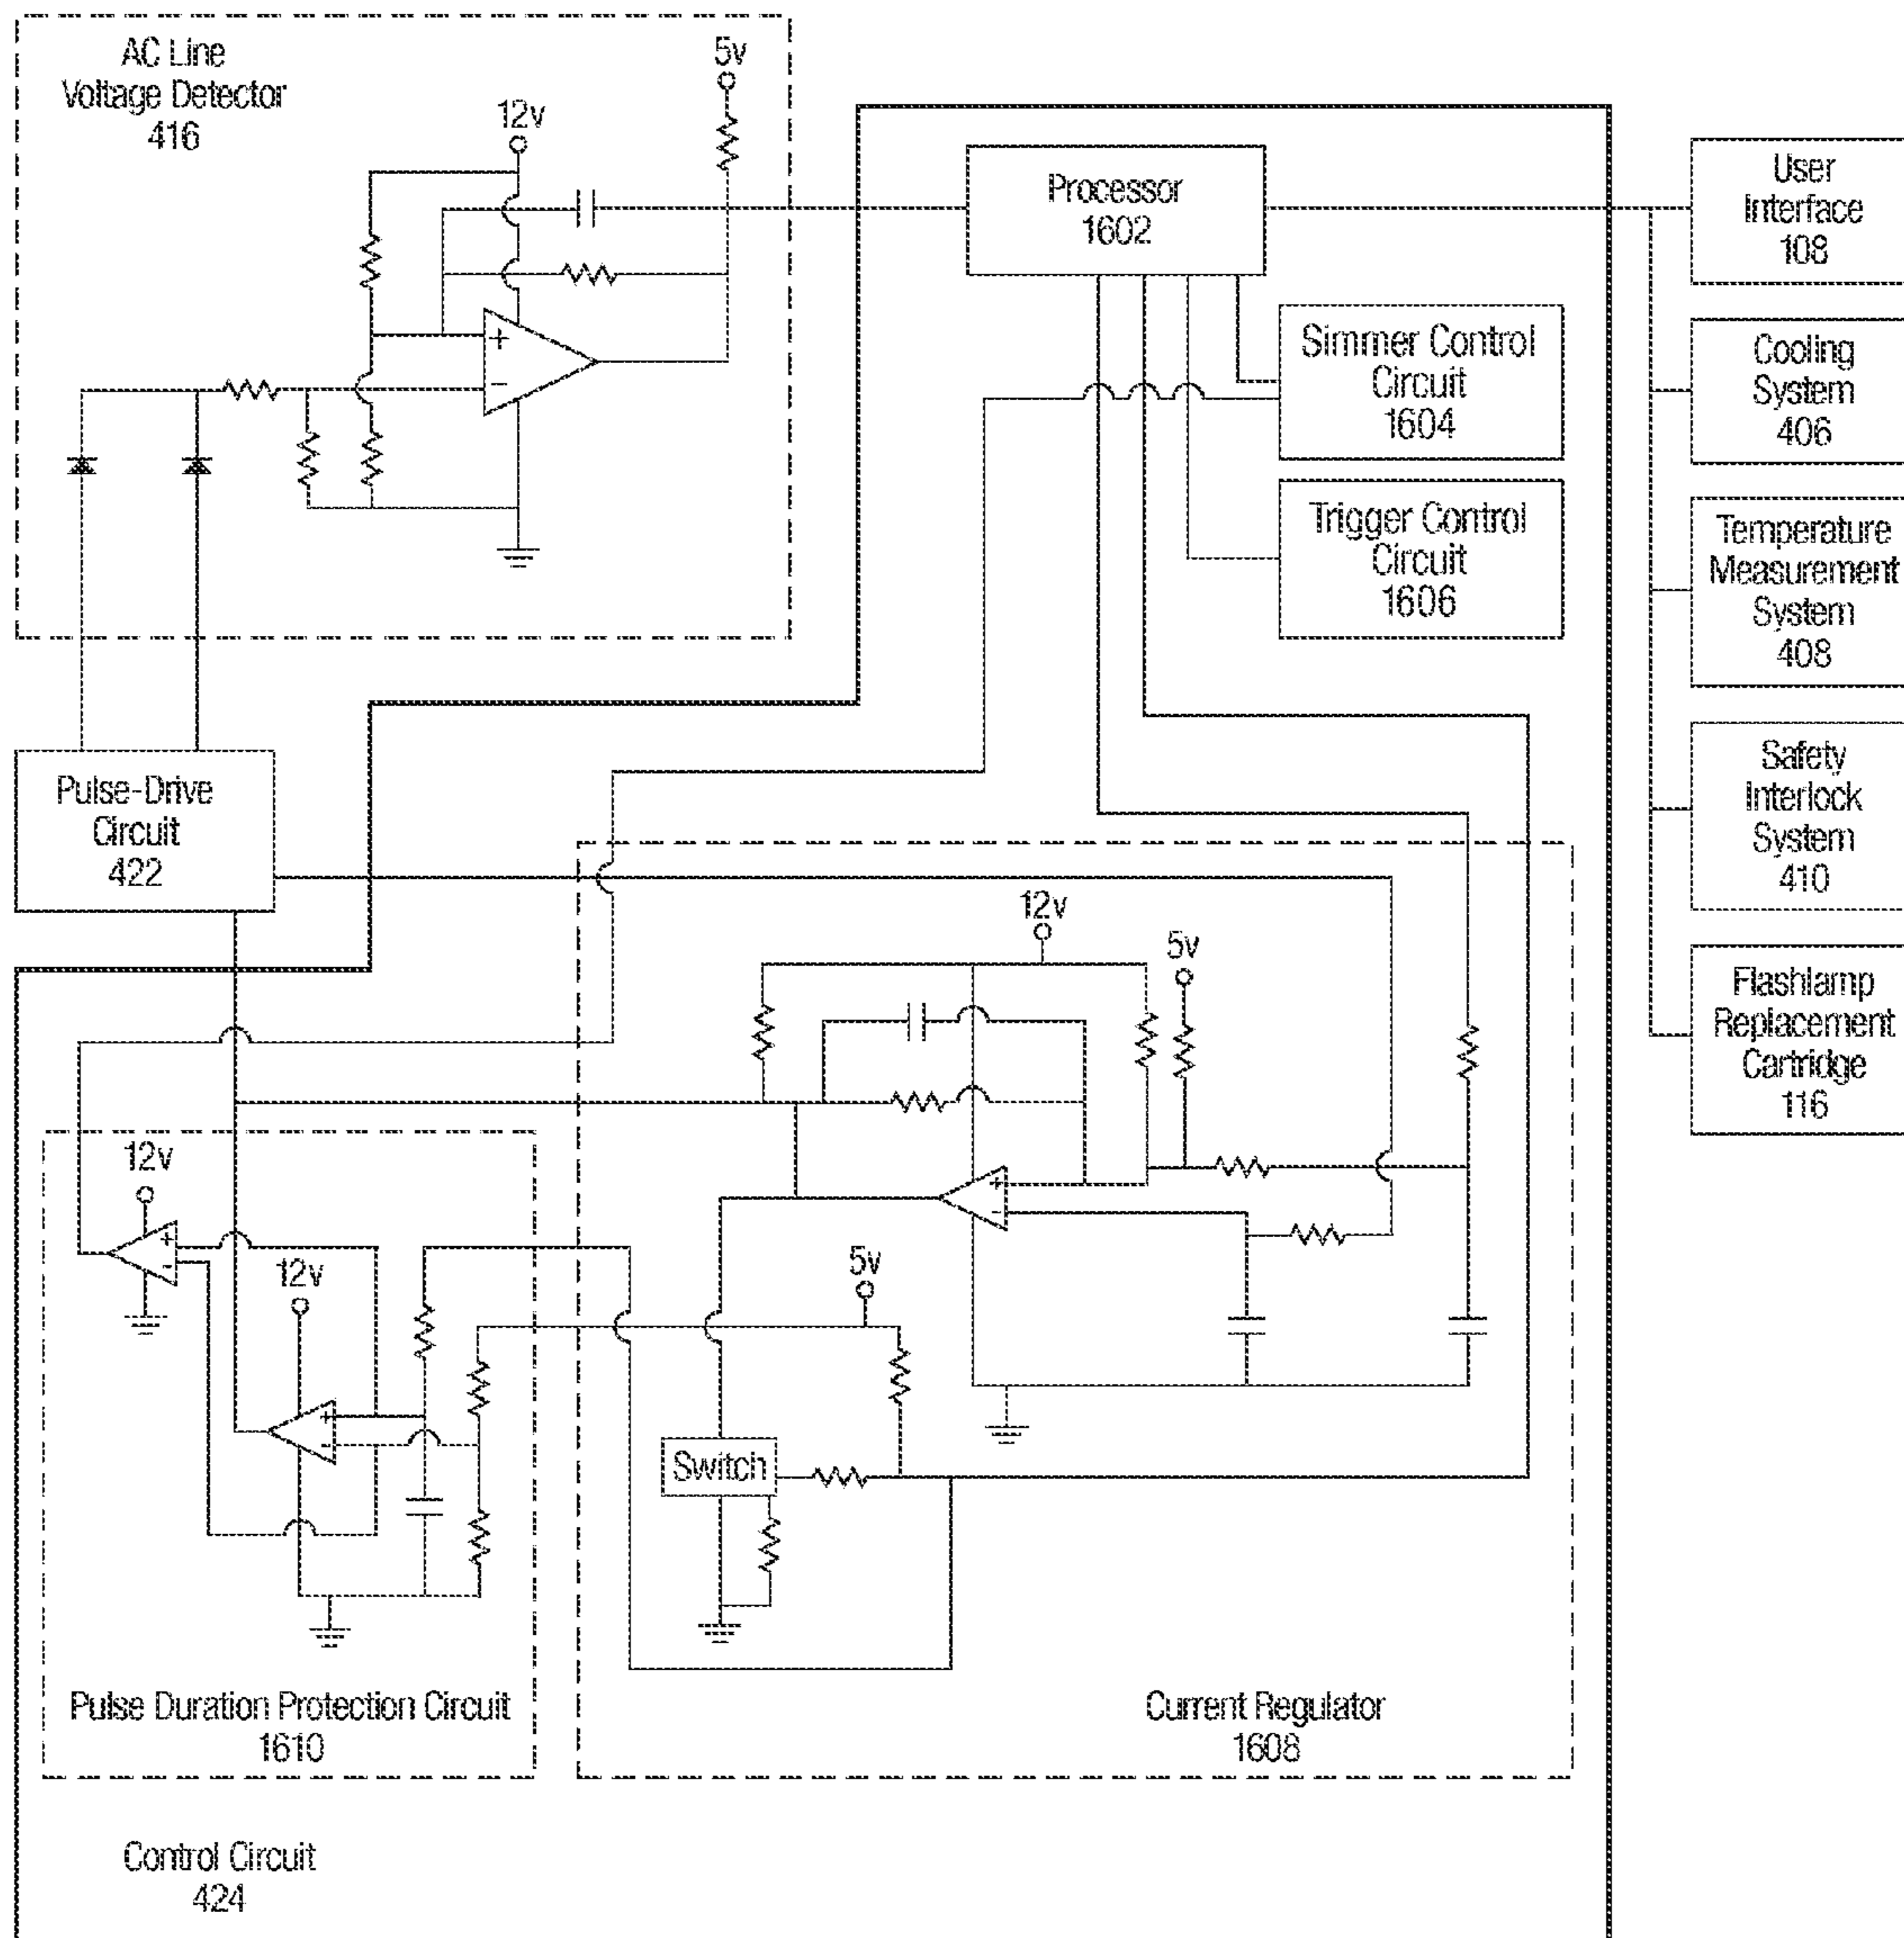 AC Line
Voltage Detector
416
5v
12v
+
−
Processor
1602
Simmer Control
Circuit
1604
Trigger Control
Circuit
1606
User
Interface
108
Cooling
System
406
Temperature
Measurement
System
408
Safety
Interlock
System
410
Flashlamp
Replacement
Cartridge
116
Pulse-Drive
Circuit
422
12v
5v
+
-
5v
Switch
Current Regulator
1608
12v
+
-
12v
+
-
Pulse Duration Protection Circuit
1610
Control Circuit
424